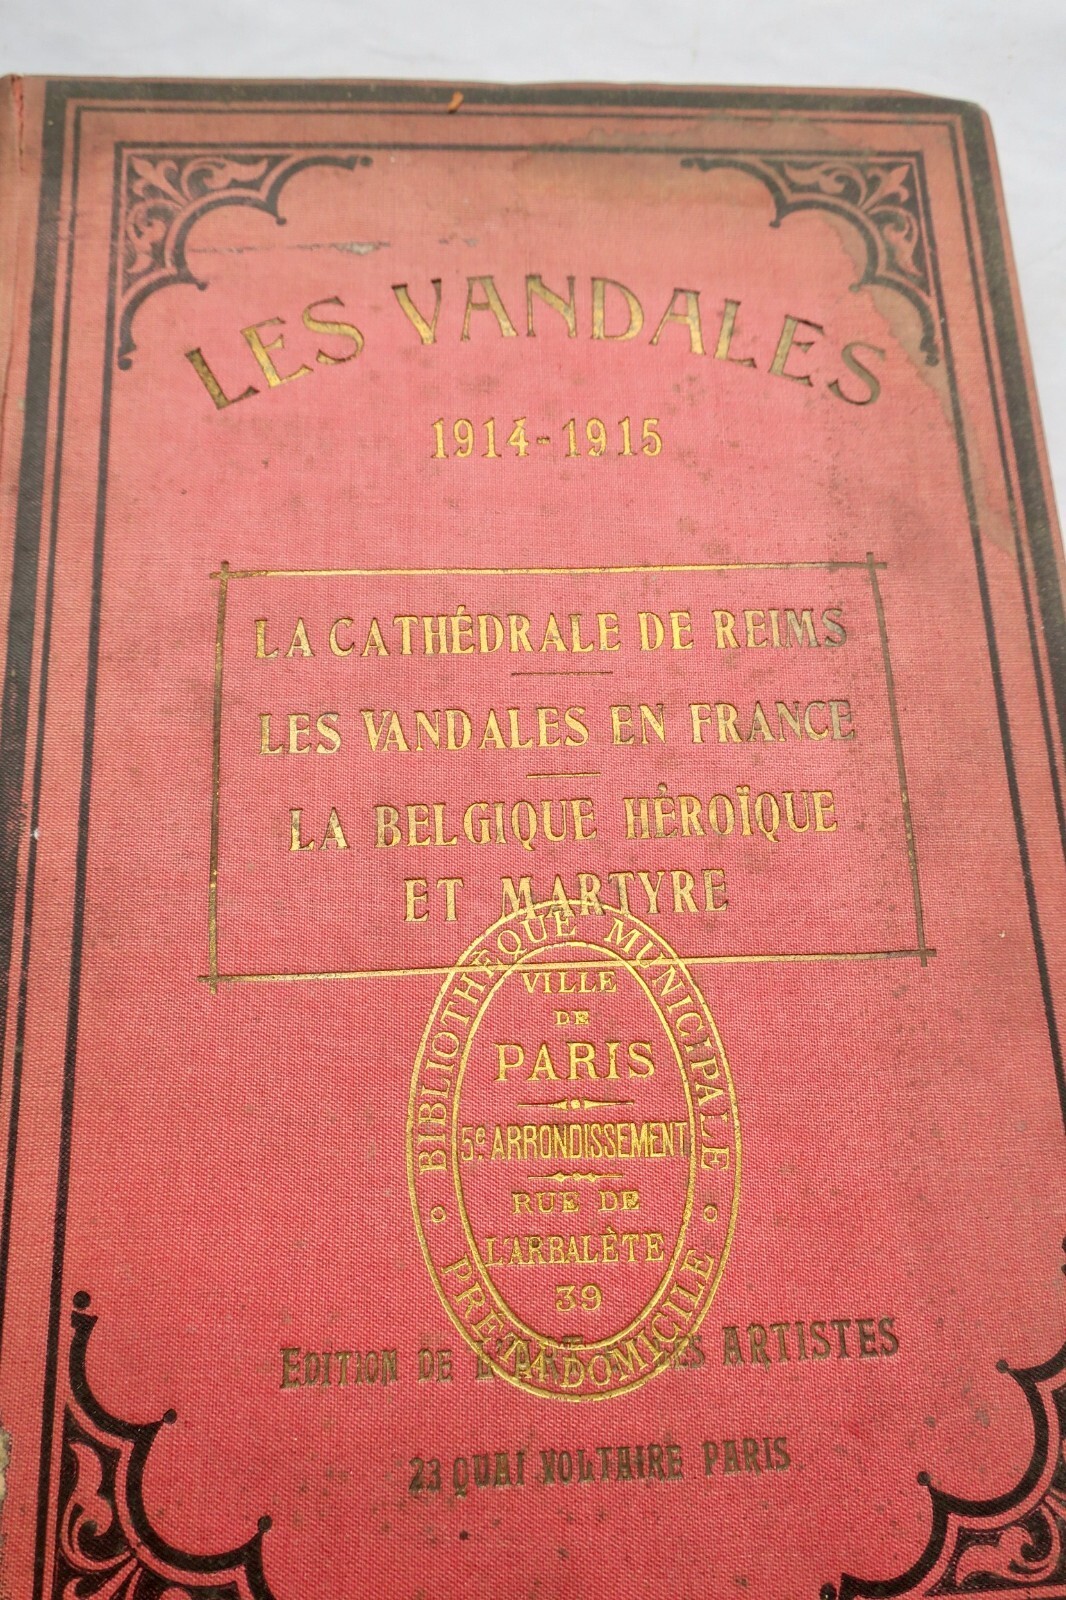 LES VANDALES
1914-1915
LA CATHÉDRALE DE REIMS
LES VANDALES EN FRANCE
LA BELGIQUE HÉROÏQUE
ET MARTYRE
BIBLIOTHÈQUE MUNICIPALE
VILLE
DE
PARIS
5e ARRONDISSEMENT
RUE DE
L'ARBALÈTE
39
PRÊT A DOMICILE
EDITION DE L'ART ARTISTES
23 QUAI VOLTAIRE PARIS